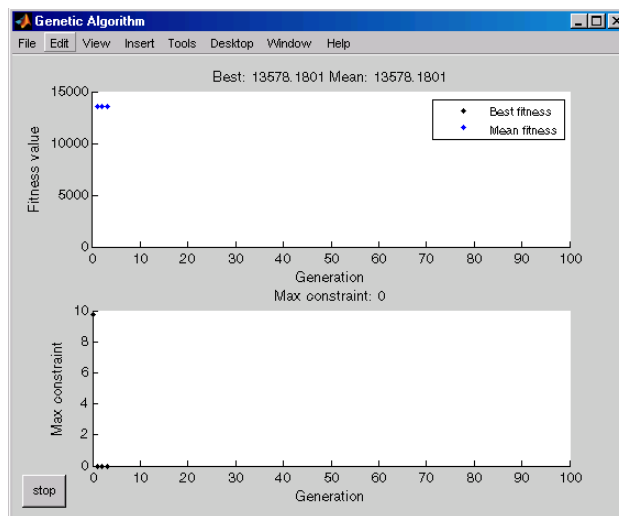 Genetic Algorithm
File Edit View Insert Tools Desktop Window Help
Best: 13578.1801 Mean: 13578.1801
Fitness value
15000
10000
5000
0
Best fitness
Mean fitness
0 10 20 30 40 50 60 70 80 90 100
Generation
Max constraint: 0
Max constraint
10
8
6
4
2
0
0 10 20 30 40 50 60 70 80 90 100
Generation
stop